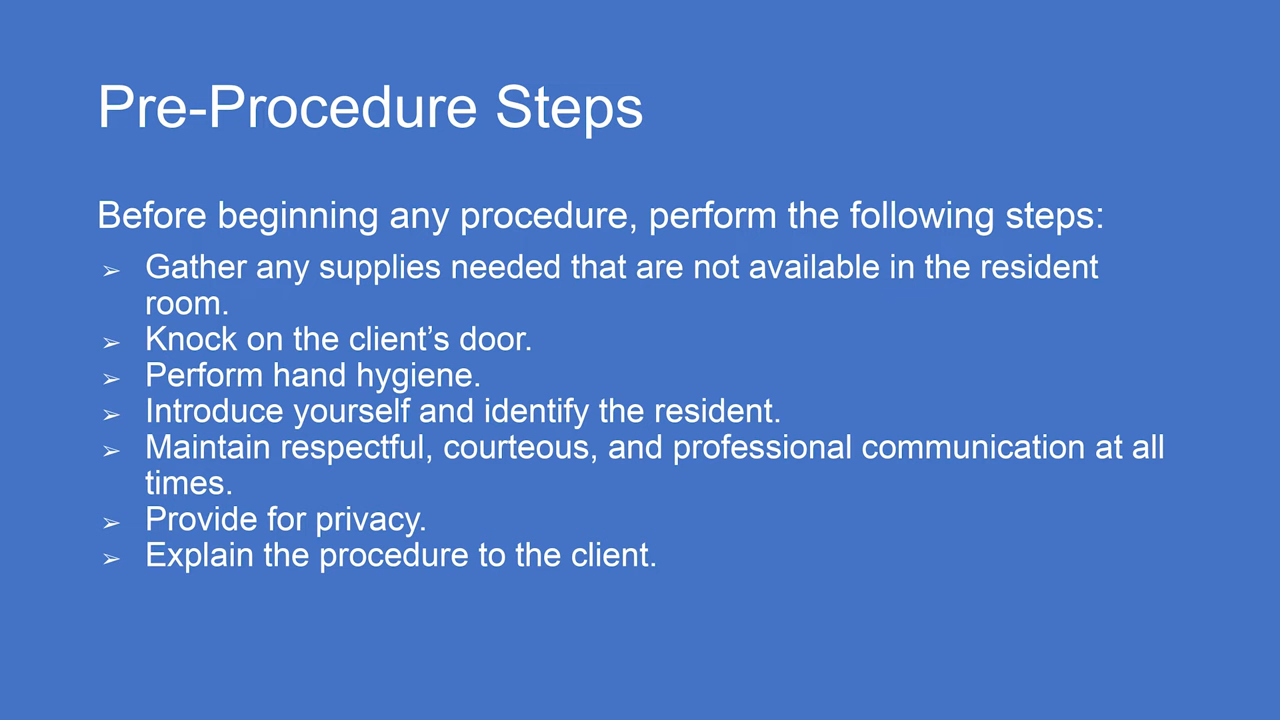 Pre-Procedure Steps
Before beginning any procedure, perform the following steps:
➢ Gather any supplies needed that are not available in the resident
room.
➢ Knock on the client’s door.
➢ Perform hand hygiene.
➢ Introduce yourself and identify the resident.
➢ Maintain respectful, courteous, and professional communication at all
times.
➢ Provide for privacy.
➢ Explain the procedure to the client.